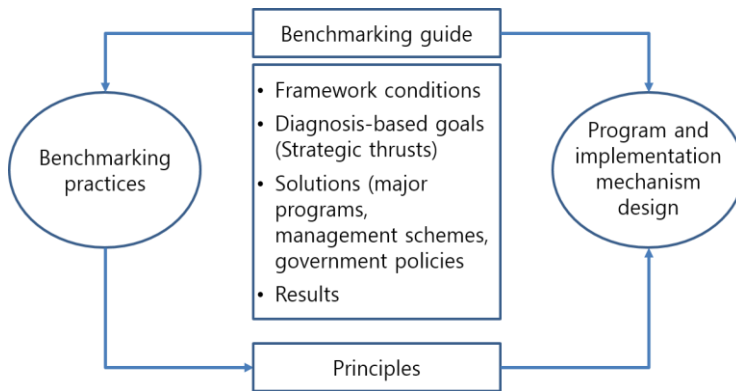 Benchmarking guide
• Framework conditions
• Diagnosis-based goals
(Strategic thrusts)
• Solutions (major
programs,
management schemes,
government policies
• Results
Benchmarking
practices
Program and
implementation
mechanism
design
Principles